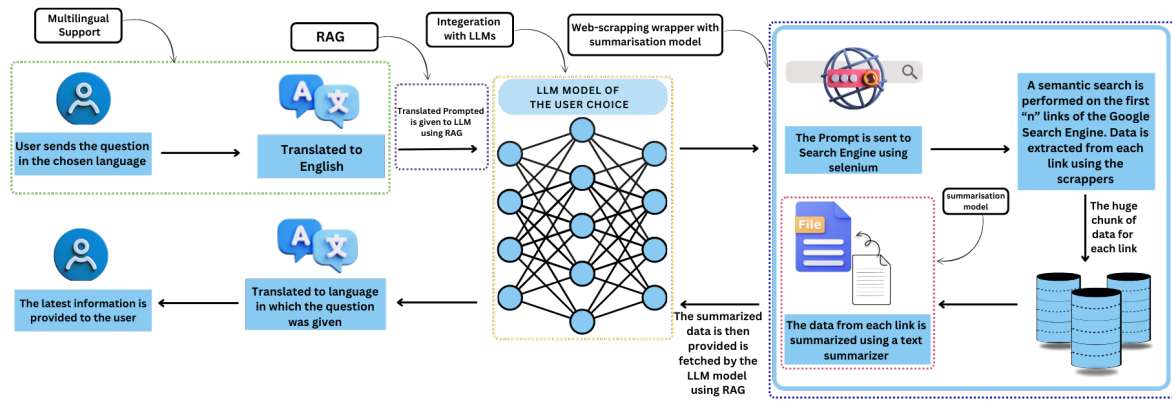 Multilingual
Support
RAG
Integeration
with LLMs
Web-scrapping wrapper with
summarisation model
User sends the question
in the chosen language
A
文
Translated to
English
Translated Prompted
is given to LLM
using RAG
LLM MODEL OF
THE USER CHOICE
The Prompt is sent to
Search Engine using
selenium
A semantic search is
performed on the first
“n” links of the Google
Search Engine. Data is
extracted from each
link using the
scrappers
The huge
chunk of
data for
each link
summarisation
model
File
The data from each link is
summarized using a text
summarizer
The summarized
data is then
provided is
fetched by the
LLM model
using RAG
A
文
Translated to language
in which the question
was given
The latest information is
provided to the user